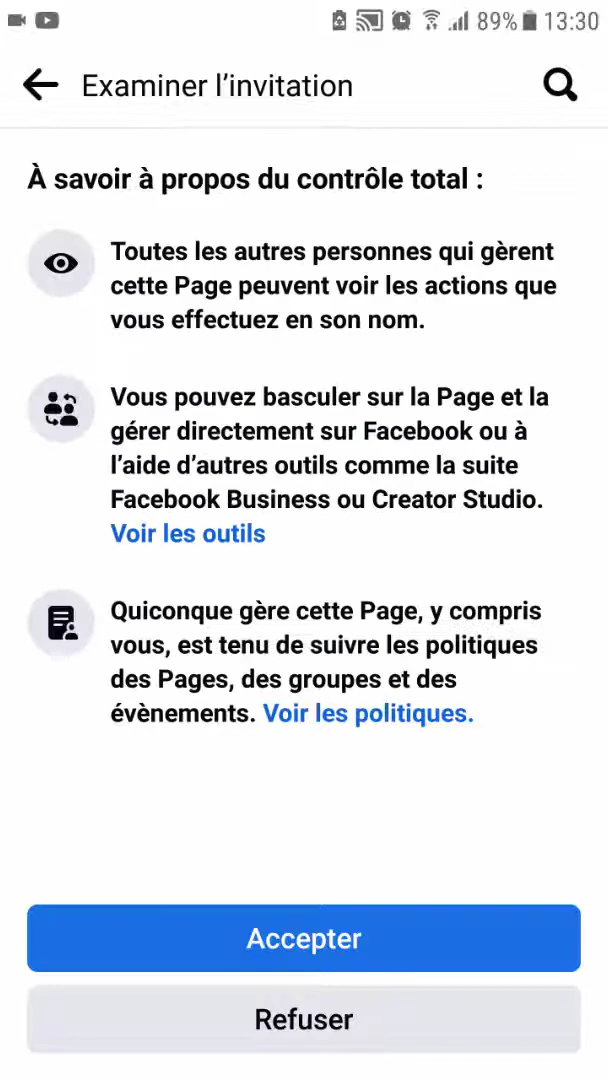 89% 13:30
Examiner l’invitation
À savoir à propos du contrôle total :
Toutes les autres personnes qui gèrent
cette Page peuvent voir les actions que
vous effectuez en son nom.
Vous pouvez basculer sur la Page et la
gérer directement sur Facebook ou à
l’aide d’autres outils comme la suite
Facebook Business ou Creator Studio.
Voir les outils
Quiconque gère cette Page, y compris
vous, est tenu de suivre les politiques
des Pages, des groupes et des
évènements. Voir les politiques.
Accepter
Refuser